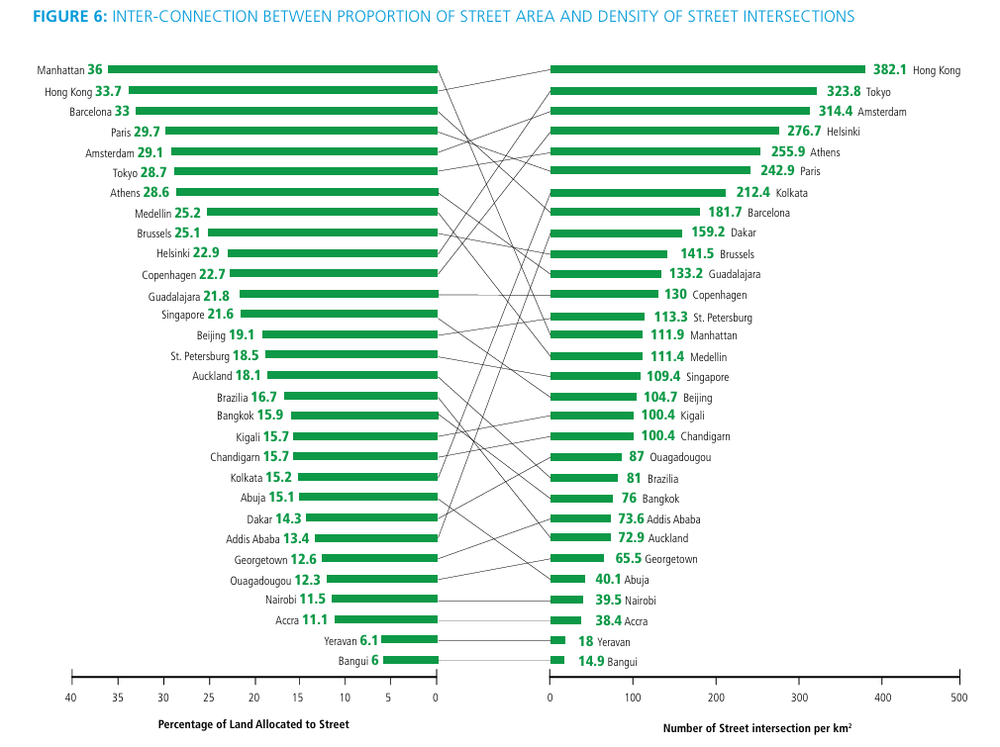 FIGURE 6: INTER-CONNECTION BETWEEN PROPORTION OF STREET AREA AND DENSITY OF STREET INTERSECTIONS
Manhattan 36
Hong Kong 33.7
Barcelona 33
Paris 29.7
Amsterdam 29.1
Tokyo 28.7
Athens 28.6
Medellin 25.2
Brussels 25.1
Helsinki 22.9
Copenhagen 22.7
Guadalajara 21.8
Singapore 21.6
Beijing 19.1
St. Petersburg 18.5
Auckland 18.1
Brazilia 16.7
Bangkok 15.9
Kigali 15.7
Chandigarn 15.7
Kolkata 15.2
Abuja 15.1
Dakar 14.3
Addis Ababa 13.4
Georgetown 12.6
Ouagadougou 12.3
Nairobi 11.5
Accra 11.1
Yeravan 6.1
Bangui 6
40 35 30 25 20 15 10 5 0
Percentage of Land Allocated to Street
382.1 Hong Kong
323.8 Tokyo
314.4 Amsterdam
276.7 Helsinki
255.9 Athens
242.9 Paris
212.4 Kolkata
181.7 Barcelona
159.2 Dakar
141.5 Brussels
133.2 Guadalajara
130 Copenhagen
113.3 St. Petersburg
111.9 Manhattan
111.4 Medellin
109.4 Singapore
104.7 Beijing
100.4 Kigali
100.4 Chandigarn
87 Ouagadougou
81 Brazilia
76 Bangkok
73.6 Addis Ababa
72.9 Auckland
65.5 Georgetown
40.1 Abuja
39.5 Nairobi
38.4 Accra
18 Yeravan
14.9 Bangui
0 100 200 300 400 500
Number of Street intersection per km²